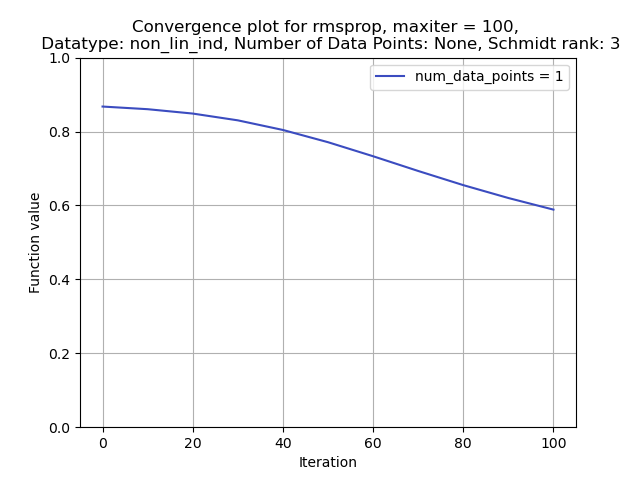 Convergence plot for rmsprop, maxiter = 100,
Datatype: non_lin_ind, Number of Data Points: None, Schmidt rank: 3
num_data_points = 1
1.0
0.8
0.6
0.4
0.2
0.0
Function value
0 20 40 60 80 100
Iteration